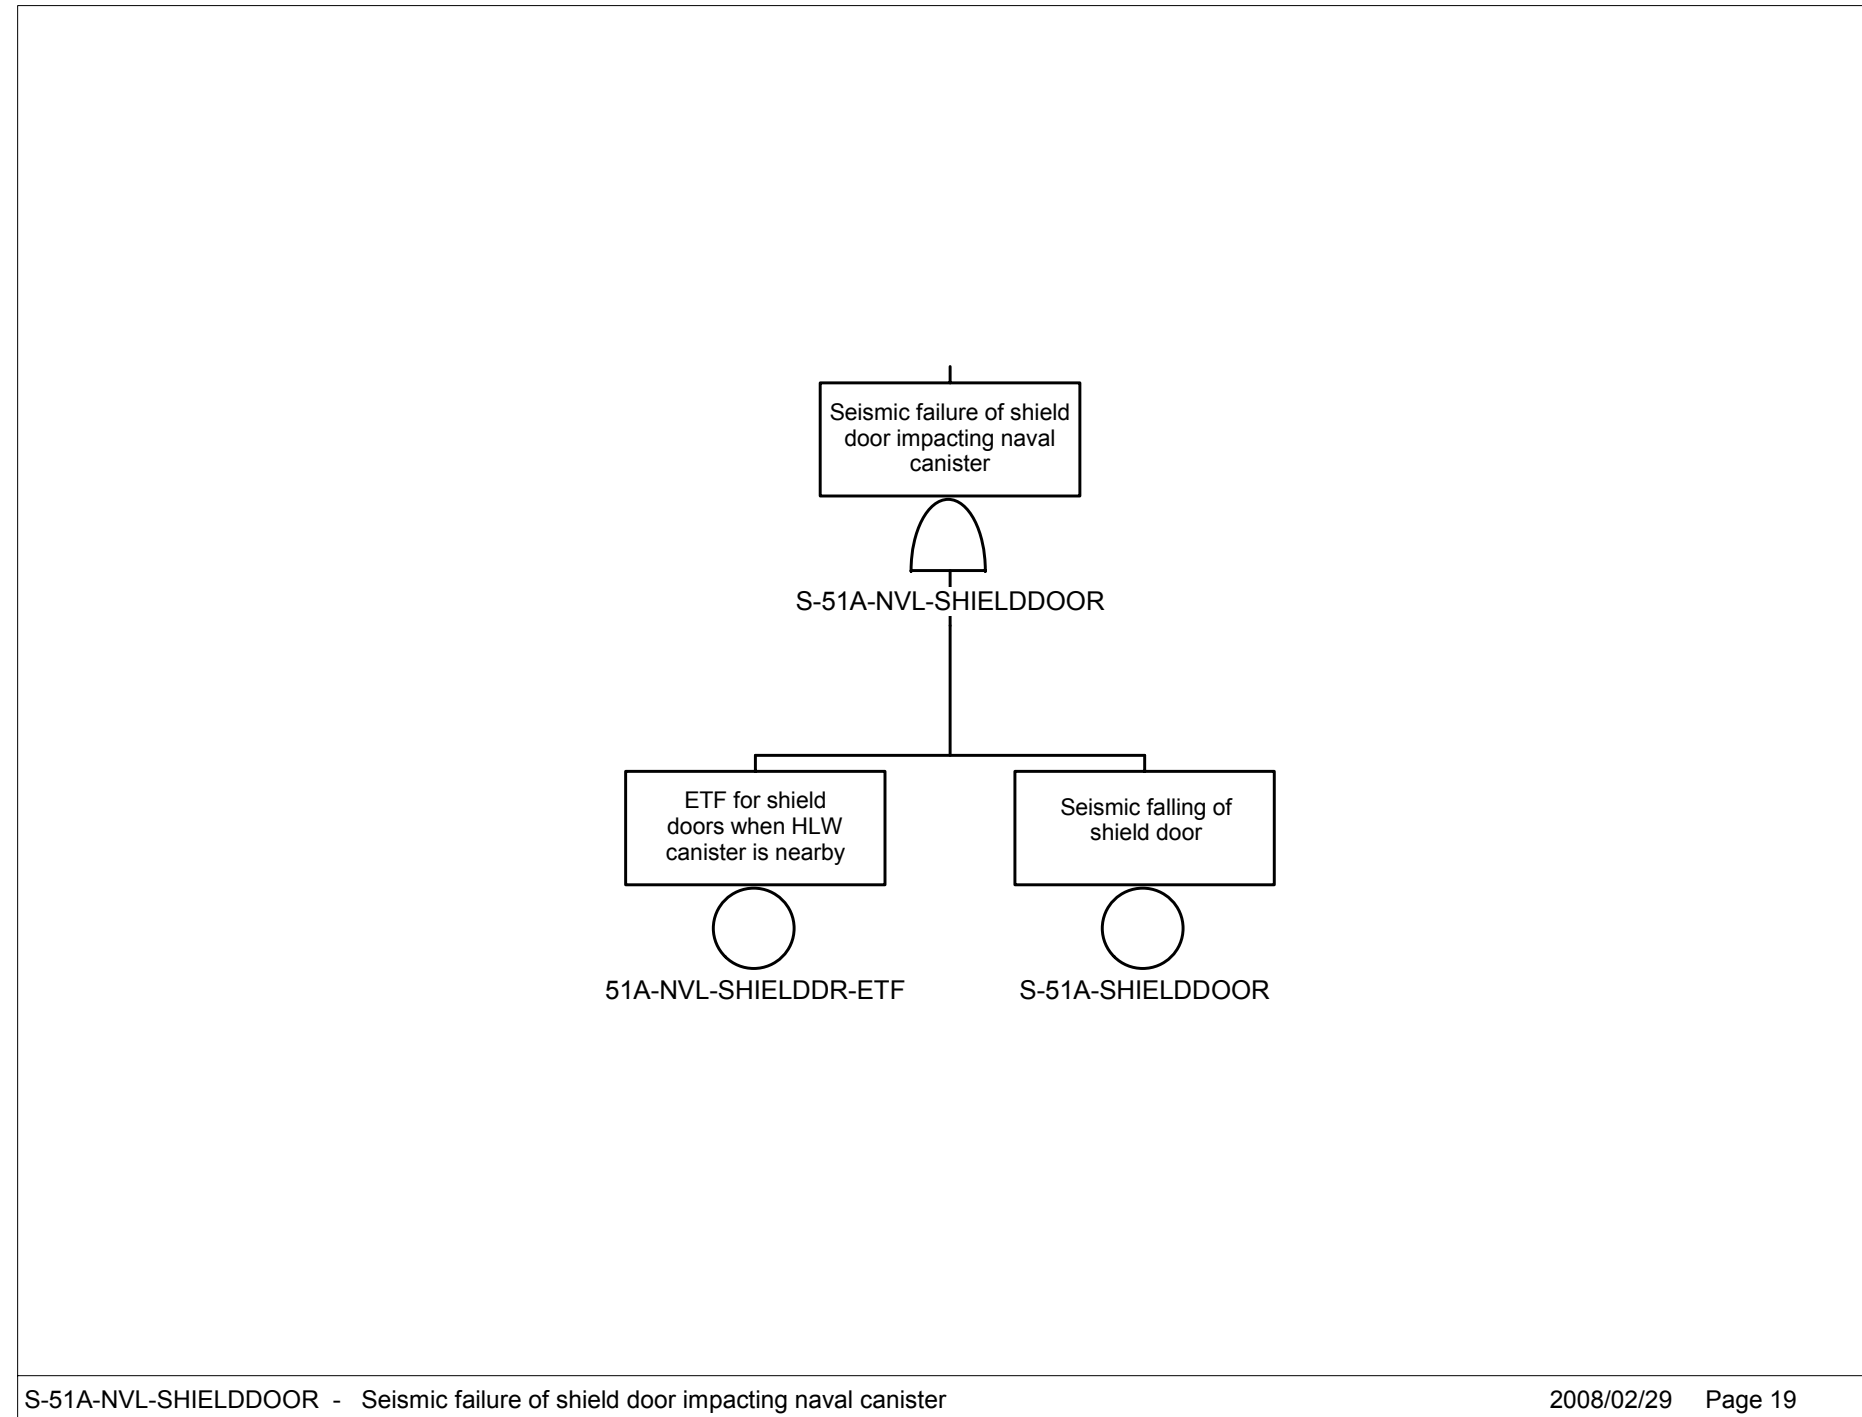 Seismic failure of shield
door impacting naval
canister
S-51A-NVL-SHIELDDOOR
ETF for shield
doors when HLW
canister is nearby
Seismic falling of
shield door
51A-NVL-SHIELDDR-ETF
S-51A-SHIELDDOOR
S-51A-NVL-SHIELDDOOR - Seismic failure of shield door impacting naval canister
2008/02/29 Page 19